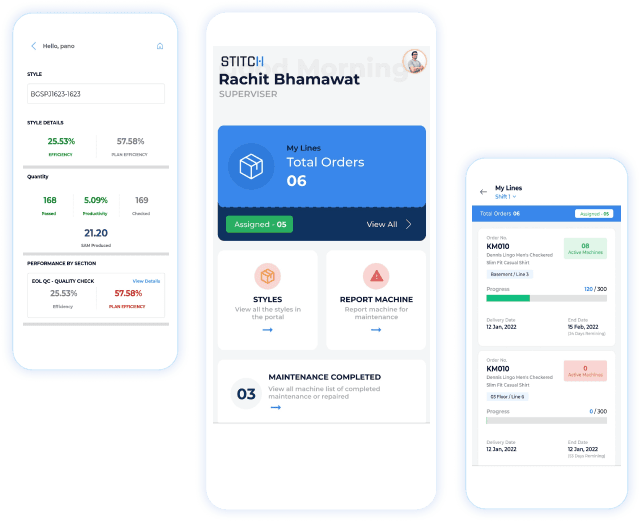 Hello, pano
STYLE
BGSPJ1623-1623
STYLE DETAILS
25.53%
EFFICIENCY
57.58%
PLAN EFFICIENCY
Quantity
168
Passed
5.09%
Productivity
169
Checked
21.20
SAM Produced
PERFORMANCE BY SECTION
EOL QC - QUALITY CHECK
View Details
25.53%
Efficiency
57.58%
PLAN EFFICIENCY
Good Morning
STITCH
Rachit Bhamawat
SUPERVISER
My Lines
Total Orders
06
Assigned - 05
View All
STYLES
View all the styles in
the portal
REPORT MACHINE
Report machine for
maintenance
03
MAINTENANCE COMPLETED
View all machine list of completed
maintenance or repaired
My Lines
Shift 1
Total Orders 06
Assigned - 05
Order No.
KM010
Dennis Lingo Men's Checkered
Slim Fit Casual Shirt
08
Active Machines
Basement / Line 3
Progress
120 / 300
Delivery Date
12 Jan, 2022
End Date
15 Feb, 2022
Order No.
KM010
Dennis Lingo Men's Checkered
Slim Fit Casual Shirt
0
Active Machines
03 Floor / Line 6
Progress
0 / 300
Delivery Date
12 Jan, 2022
End Date
12 Jan, 2022